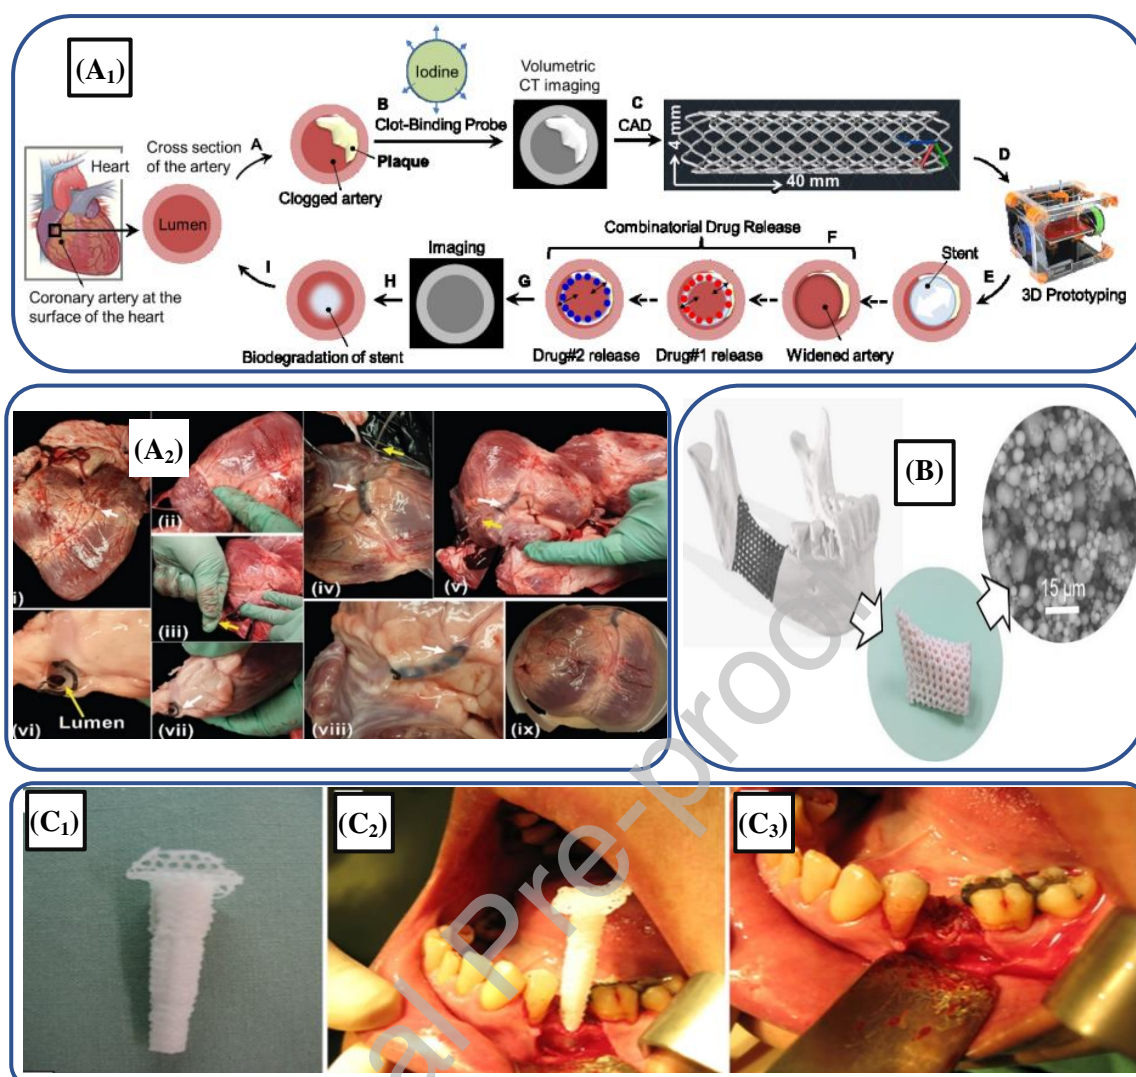 (A1)
Iodine
B
Clot-Binding Probe
Volumetric
CT imaging
C
CAD
4 mm
40 mm
D
Heart
Cross section
of the artery
A
Plaque
Clogged artery
Lumen
Coronary artery at the
surface of the heart
I
Biodegradation of stent
H
Imaging
G
Combinatorial Drug Release
F
Drug#2 release
Drug#1 release
Widened artery
Stent
E
3D Prototyping
(A2)
i)
(ii)
(iii)
(iv)
(v)
(vi)
Lumen
(vii)
(viii)
(ix)
(B)
15 µm
(C1)
(C2)
(C3)
al Pre-proo